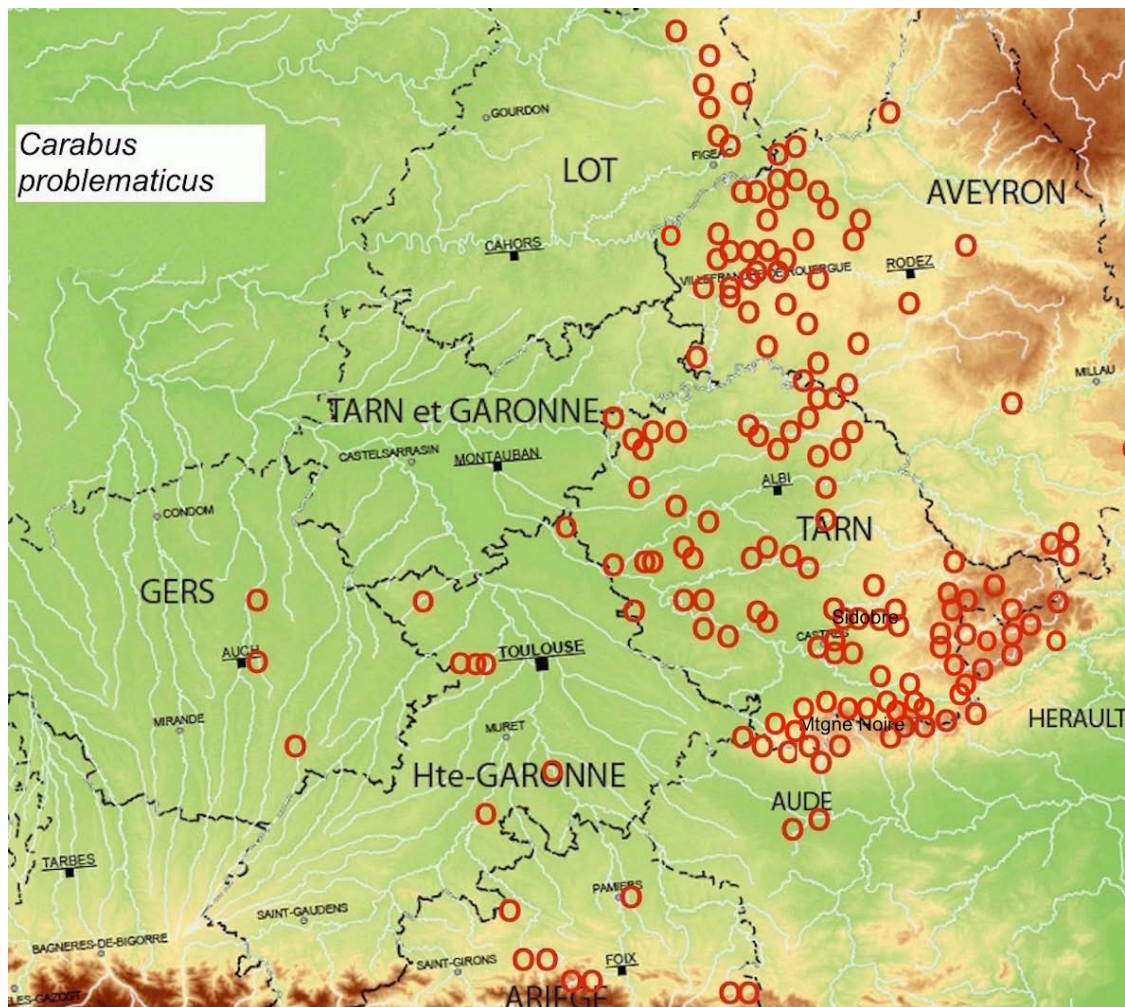 Carabus
problematicus
GOURDON
LOT
FIGEAC
AVEYRON
CAHORS
VILLEFRANCHE-DE-ROUERGUE
RODEZ
MILLAU
TARN et GARONNE
CASTELSARRASIN
MONTAUBAN
ALBI
CONDOM
TARN
GERS
Sidobre
CASTRES
AUCH
TOULOUSE
MIRANDE
MURET
Mtgne Noire
HERAULT
Hte-GARONNE
AUDE
TARBES
PAMIERS
SAINT-GAUDENS
BAGNERES-DE-BIGORRE
SAINT-GIRONS
FOIX
LES-GAZOST
ARIEGE